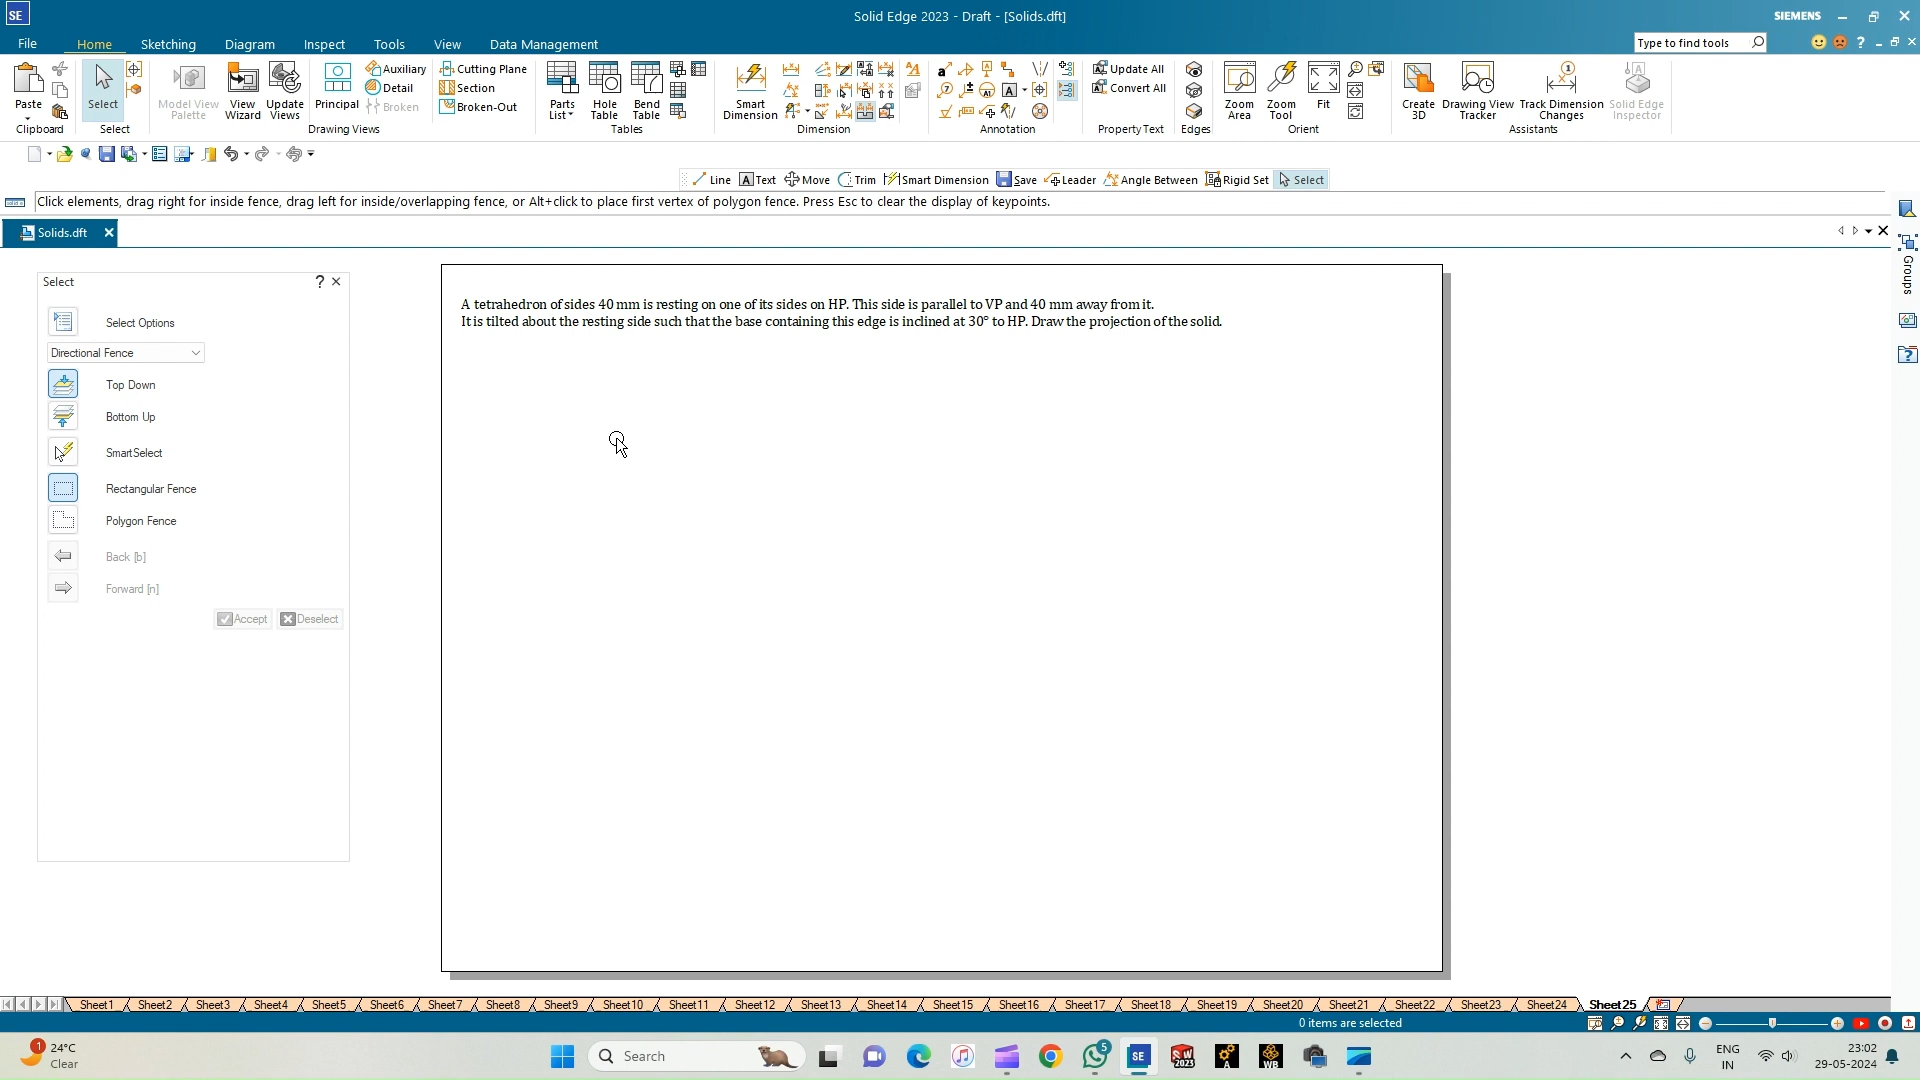 SE
Solid Edge 2023 - Draft - [Solids.dft]
SIEMENS
File Home Sketching Diagram Inspect Tools View Data Management
Type to find tools
Paste
Clipboard
Select
Select
Model View Palette
View Wizard
Update Views
Principal
Auxiliary
Detail
Broken
Cutting Plane
Section
Broken-Out
Drawing Views
Parts List
Hole Table
Bend Table
Tables
Smart Dimension
Dimension
Annotation
Update All
Convert All
Property Text
Edges
Zoom Area
Zoom Tool
Fit
Orient
Create 3D
Drawing View Tracker
Track Dimension Changes
Solid Edge Inspector
Assistants
Line Text Move Trim Smart Dimension Save Leader Angle Between Rigid Set Select
Click elements, drag right for inside fence, drag left for inside/overlapping fence, or Alt+click to place first vertex of polygon fence. Press Esc to clear the display of keypoints.
Solids.dft
Groups
Select
Select Options
Directional Fence
Top Down
Bottom Up
SmartSelect
Rectangular Fence
Polygon Fence
Back [b]
Forward [n]
Accept Deselect
A tetrahedron of sides 40 mm is resting on one of its sides on HP. This side is parallel to VP and 40 mm away from it.
It is tilted about the resting side such that the base containing this edge is inclined at 30° to HP. Draw the projection of the solid.
Sheet1 Sheet2 Sheet3 Sheet4 Sheet5 Sheet6 Sheet7 Sheet8 Sheet9 Sheet10 Sheet11 Sheet12 Sheet13 Sheet14 Sheet15 Sheet16 Sheet17 Sheet18 Sheet19 Sheet20 Sheet21 Sheet22 Sheet23 Sheet24 Sheet25
0 items are selected
1
24°C
Clear
Search
5
SE
SW 2023
A
WB
ENG
IN
23:02
29-05-2024